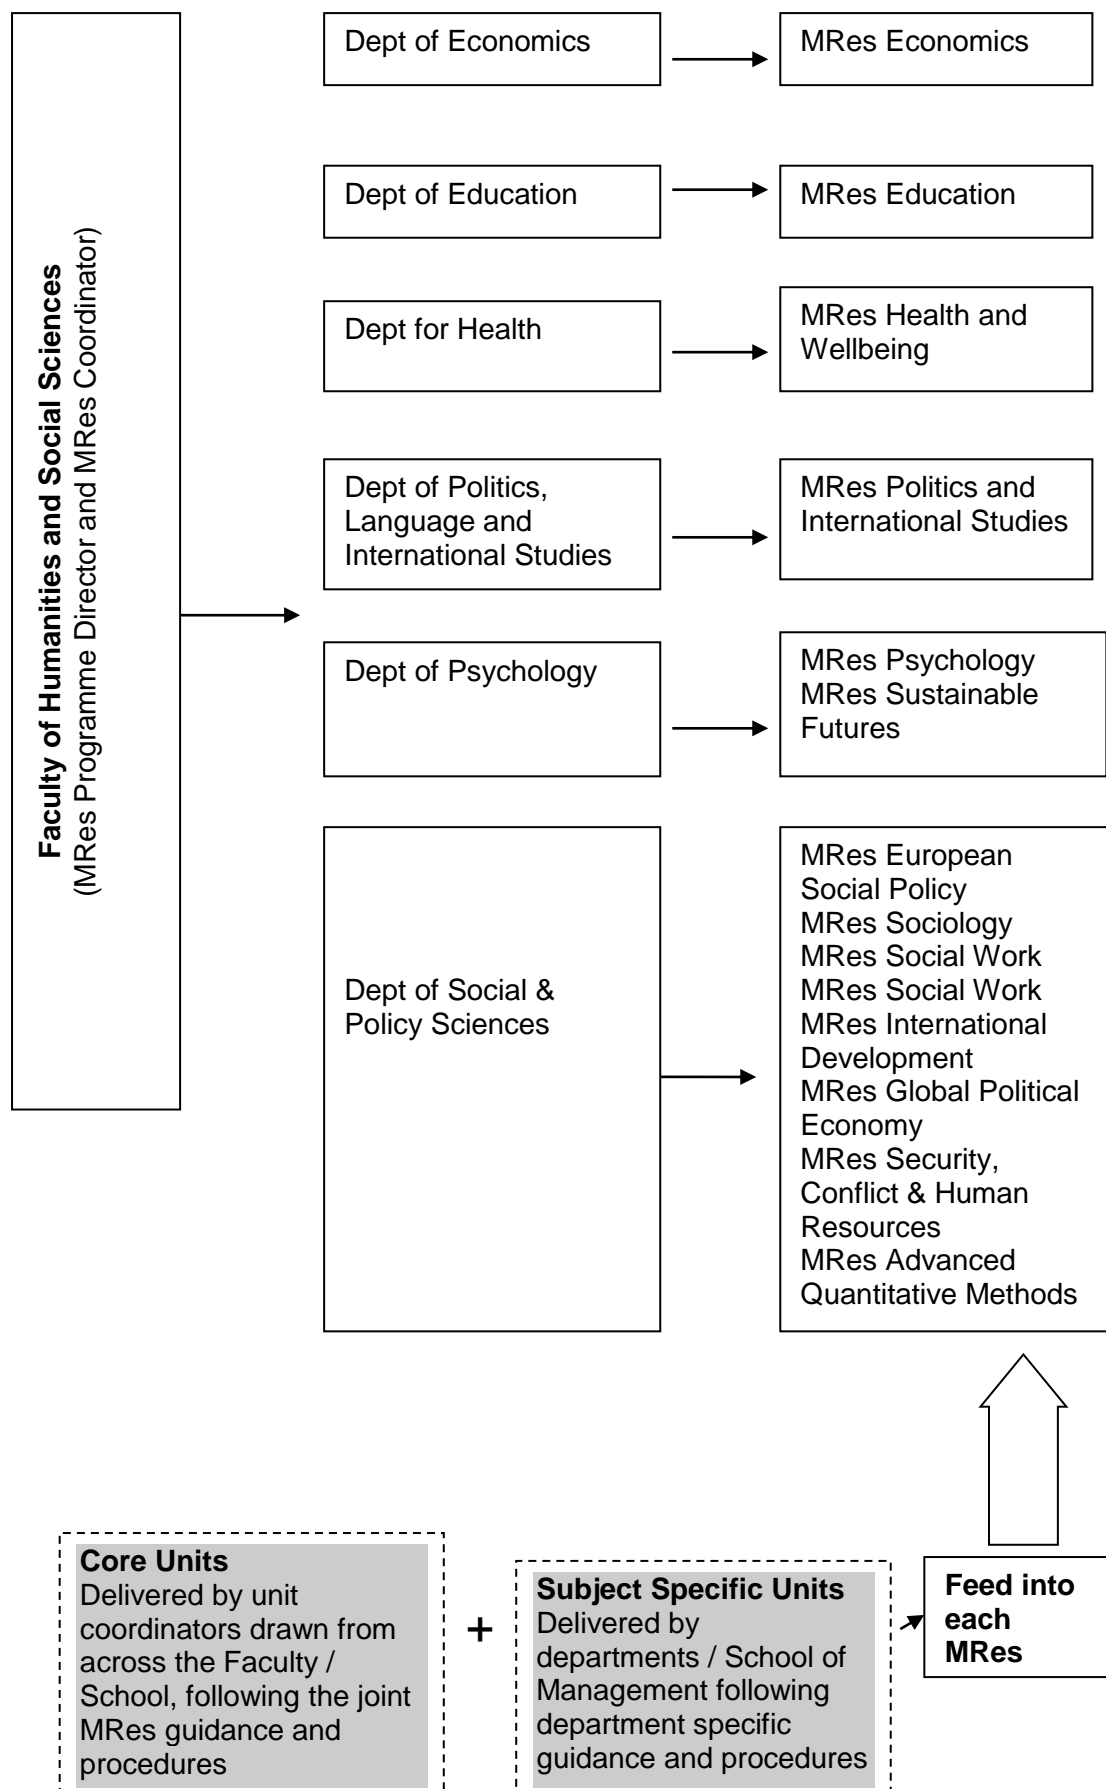 Faculty of Humanities and Social Sciences
(MRes Programme Director and MRes Coordinator)
Dept of Economics
MRes Economics
Dept of Education
MRes Education
Dept for Health
MRes Health and
Wellbeing
Dept of Politics,
Language and
International Studies
MRes Politics and
International Studies
Dept of Psychology
MRes Psychology
MRes Sustainable
Futures
Dept of Social &
Policy Sciences
MRes European
Social Policy
MRes Sociology
MRes Social Work
MRes Social Work
MRes International
Development
MRes Global Political
Economy
MRes Security,
Conflict & Human
Resources
MRes Advanced
Quantitative Methods
Core Units
Delivered by unit
coordinators drawn from
across the Faculty /
School, following the joint
MRes guidance and
procedures
+
Subject Specific Units
Delivered by
departments / School of
Management following
department specific
guidance and procedures
Feed into
each
MRes